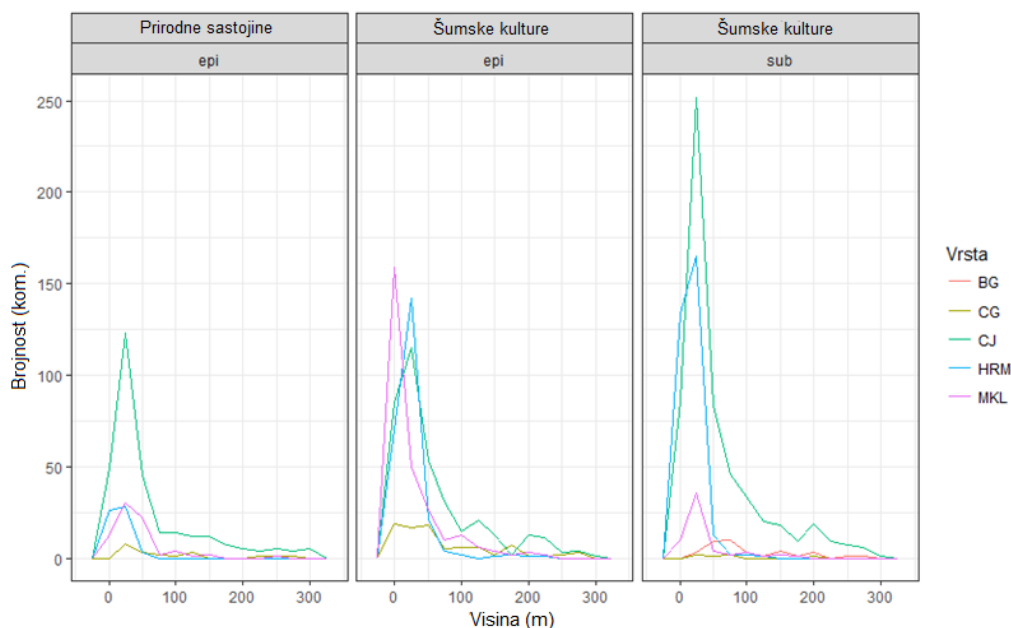 Prirodne sastojine
Šumske kulture
Šumske kulture
epi
epi
sub
Brojnost (kom.)
250
200
150
100
50
0
0 100 200 300
0 100 200 300
0 100 200 300
Visina (m)
Vrsta
BG
CG
CJ
HRM
MKL